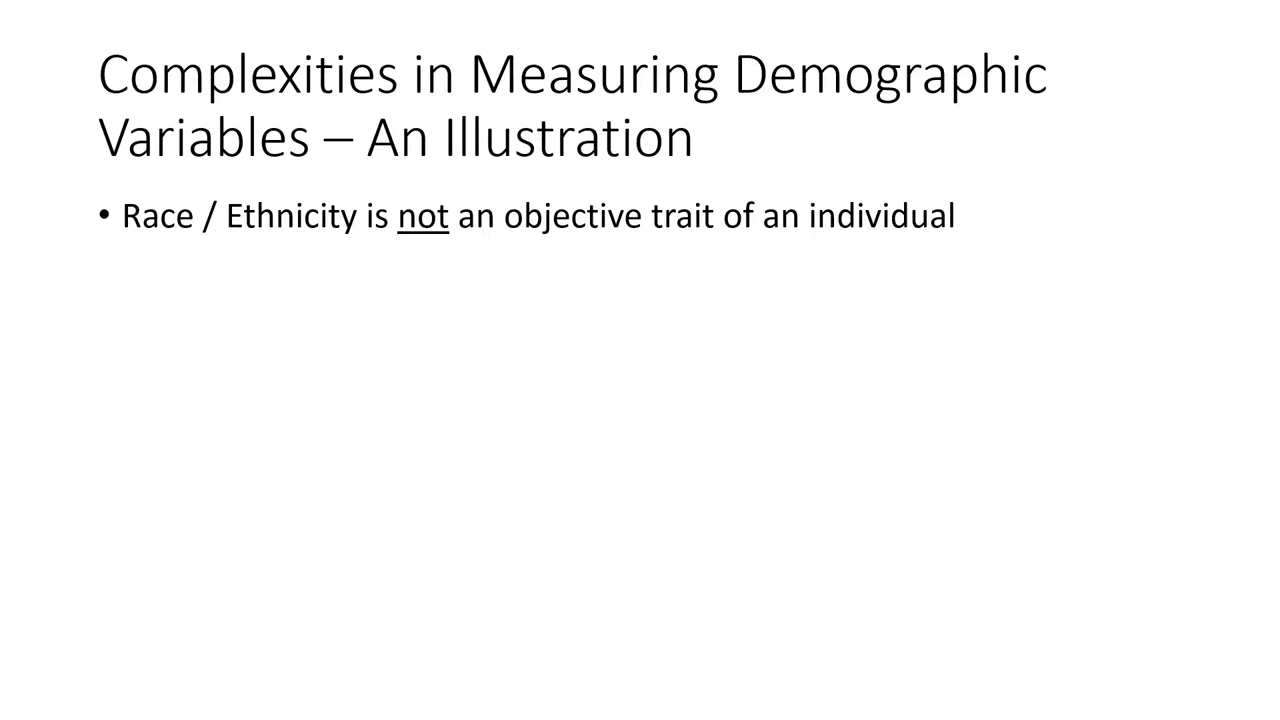 Complexities in Measuring Demographic
Variables – An Illustration
• Race / Ethnicity is not an objective trait of an individual